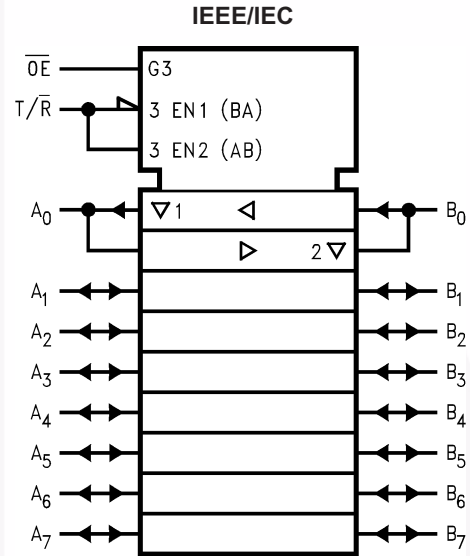 IEEE/IEC
O̅E̅ G3
T/R̅ 3 EN1 (BA)
3 EN2 (AB)
A₀ ▽ 1 ◁ B₀
▷ 2 ▽
A₁ B₁
A₂ B₂
A₃ B₃
A₄ B₄
A₅ B₅
A₆ B₆
A₇ B₇